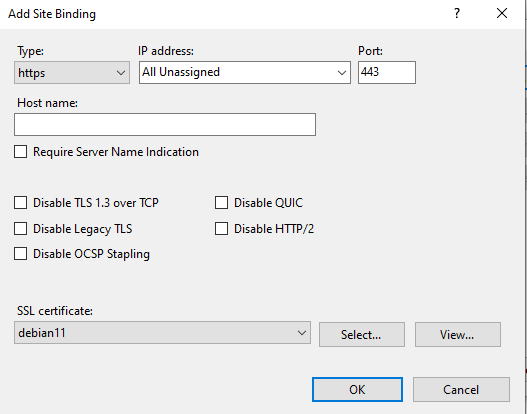 Add Site Binding ?
Type: IP address: Port:
https All Unassigned 443
Host name:
Require Server Name Indication
Disable TLS 1.3 over TCP Disable QUIC
Disable Legacy TLS Disable HTTP/2
Disable OCSP Stapling
SSL certificate:
debian11 Select... View...
OK Cancel